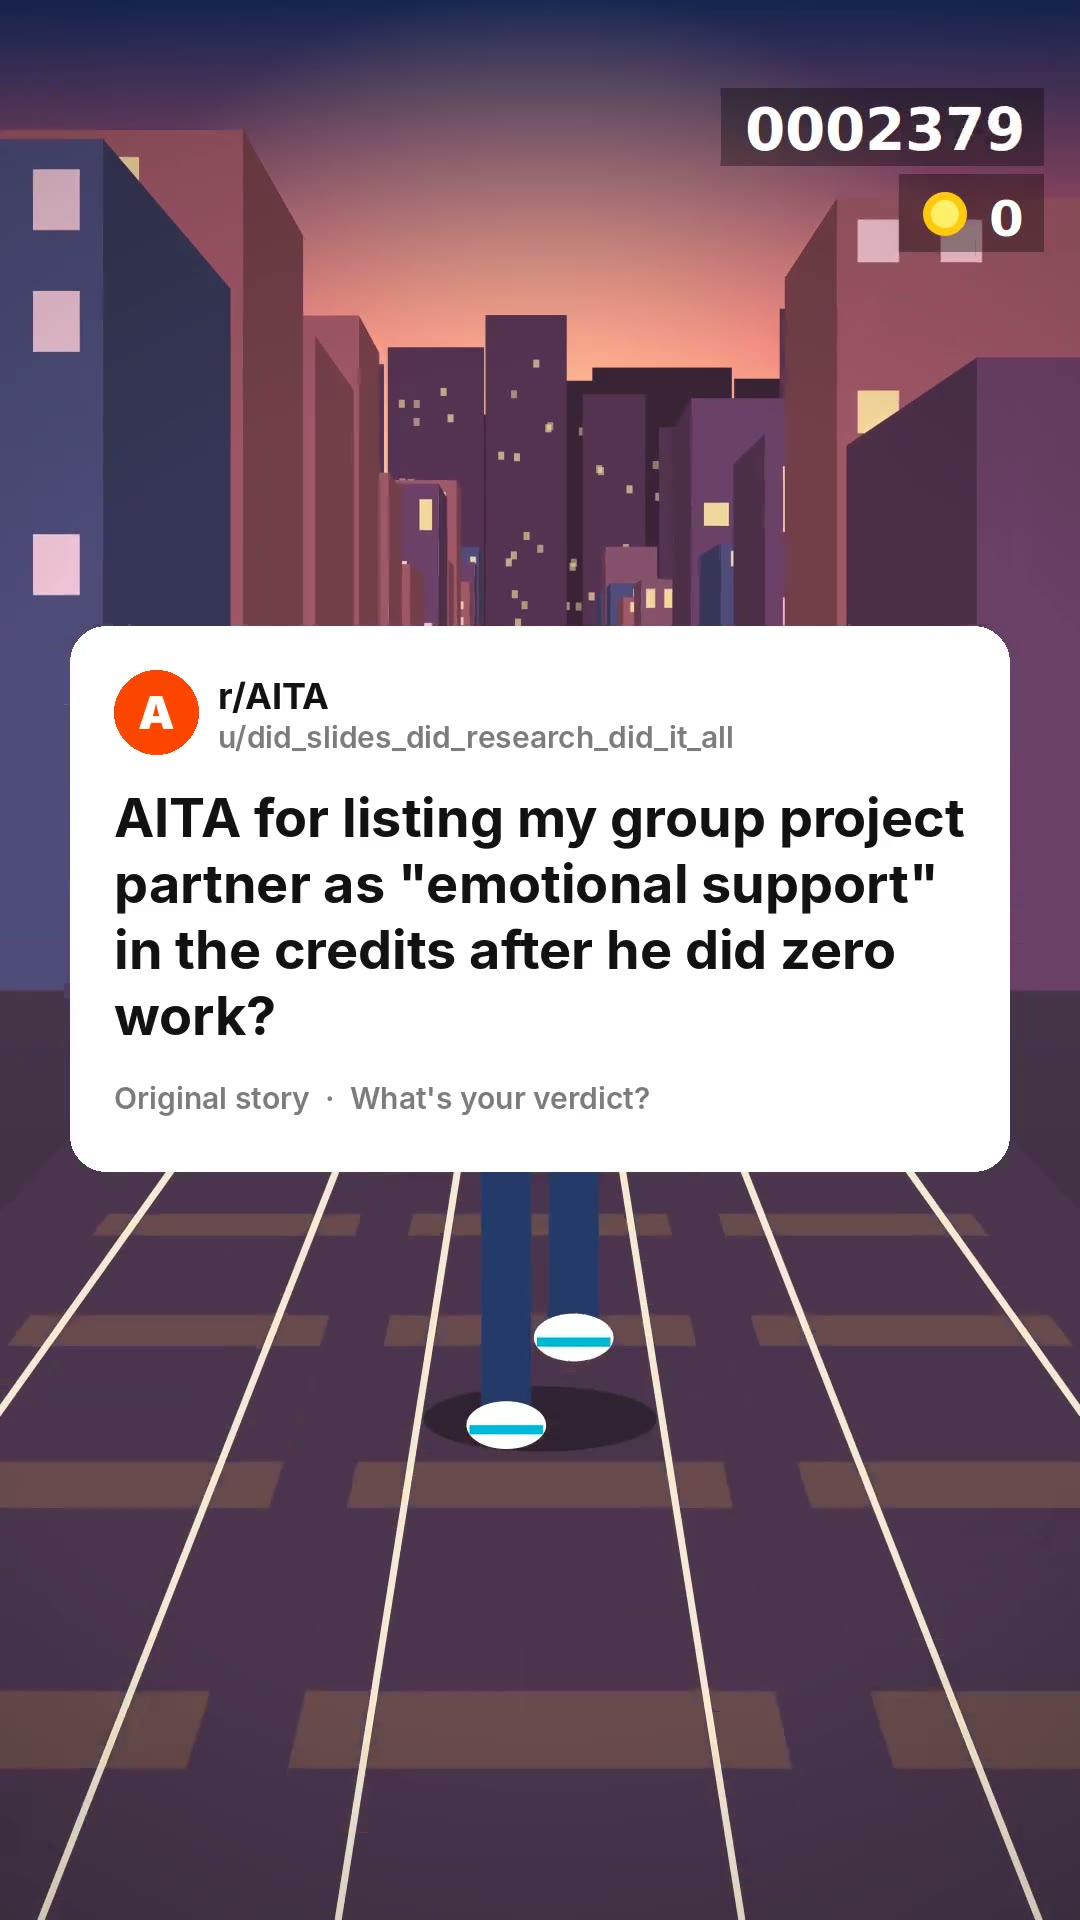 0002379
0
A
r/AITA
u/did_slides_did_research_did_it_all
AITA for listing my group project
partner as "emotional support"
in the credits after he did zero
work?
Original story · What's your verdict?